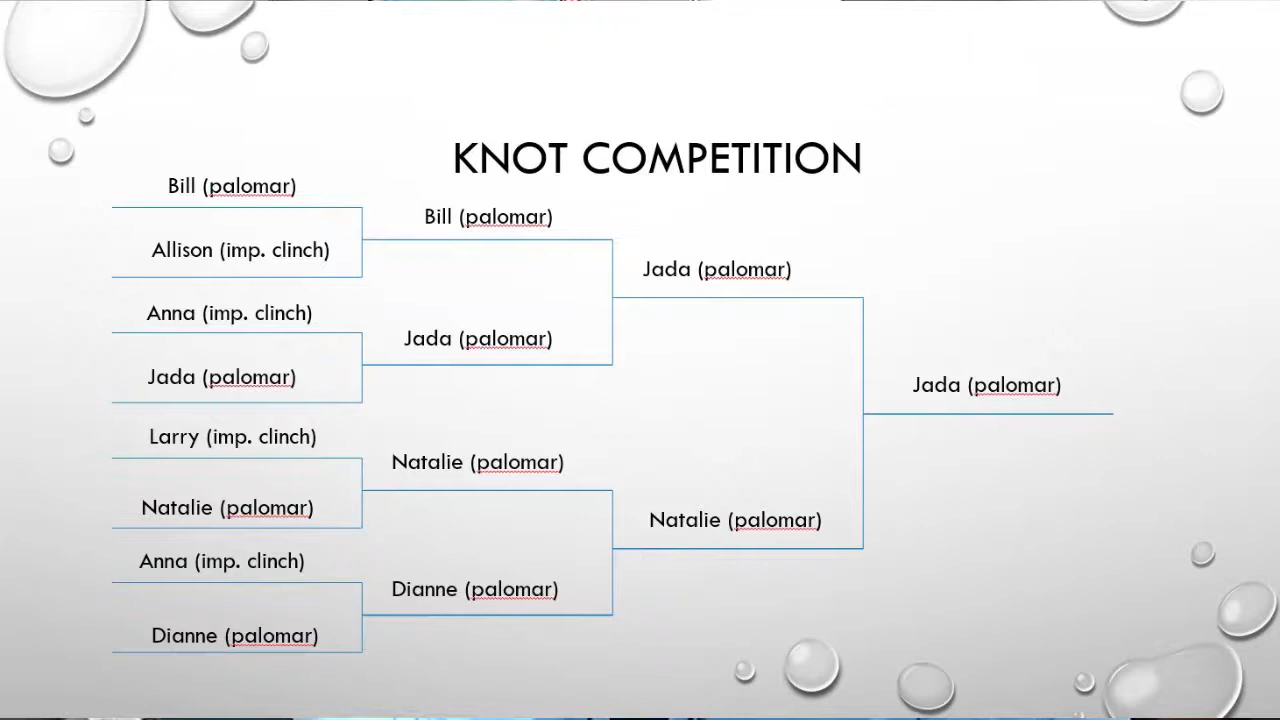 KNOT COMPETITION
Bill (palomar)
Allison (imp. clinch)
Anna (imp. clinch)
Jada (palomar)
Larry (imp. clinch)
Natalie (palomar)
Anna (imp. clinch)
Dianne (palomar)
Bill (palomar)
Jada (palomar)
Natalie (palomar)
Dianne (palomar)
Jada (palomar)
Natalie (palomar)
Jada (palomar)